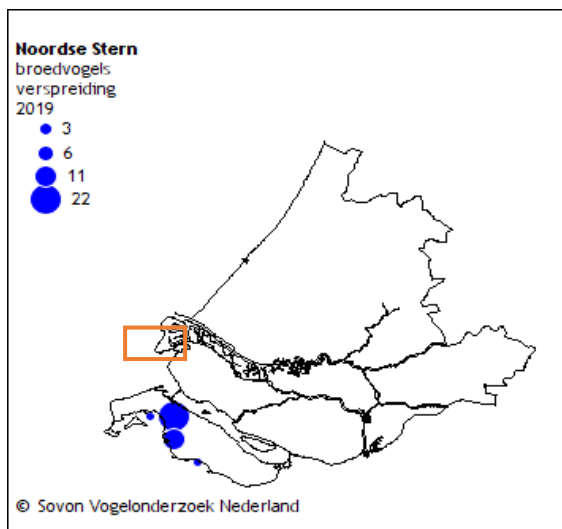 Noordse Stern
broedvogels
verspreiding
2019
3
6
11
22
© Sovon Vogelonderzoek Nederland